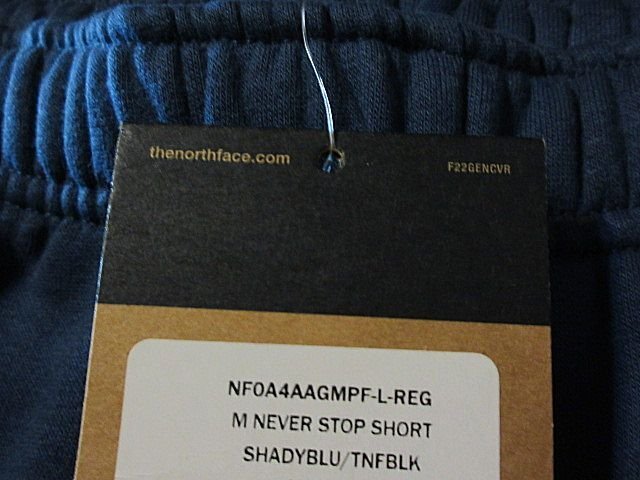 thenorthface.com
F22GENCVR
NF0A4AAGMPF-L-REG
M NEVER STOP SHORT
SHADYBLU/TNFBLK